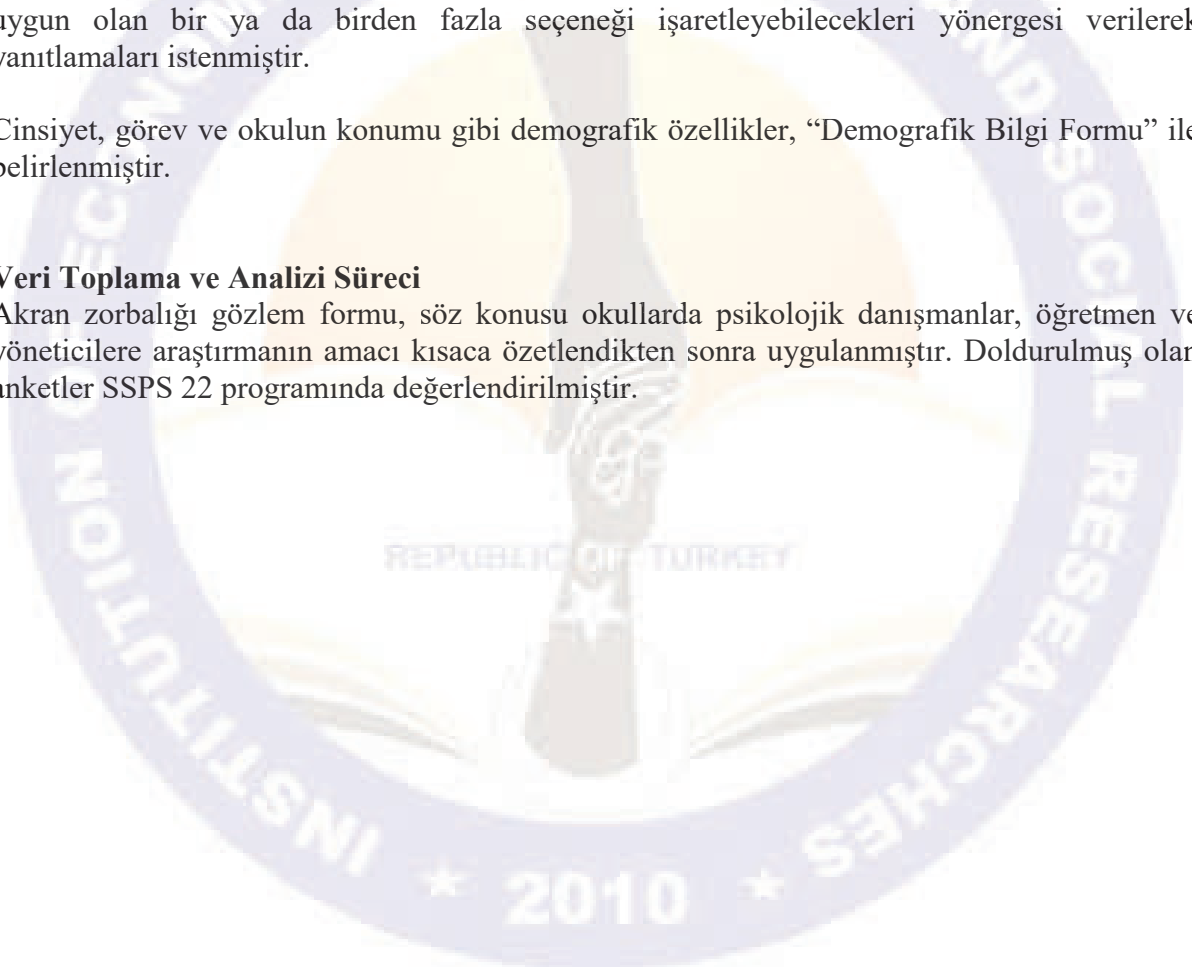 uygun olan bir ya da birden fazla seçeneği işaretleyebilecekleri yönergesi verilerek
yanıtlamaları istenmiştir.
Cinsiyet, görev ve okulun konumu gibi demografik özellikler, “Demografik Bilgi Formu” ile
belirlenmiştir.
Veri Toplama ve Analizi Süreci
Akran zorbalığı gözlem formu, söz konusu okullarda psikolojik danışmanlar, öğretmen ve
yöneticilere araştırmanın amacı kısaca özetlendikten sonra uygulanmıştır. Doldurulmuş olan
anketler SSPS 22 programında değerlendirilmiştir.
INSTITUTION OF ECONOM
ND SOCIAL RESEARCHES
REPUBLIC OF TURKEY
2010